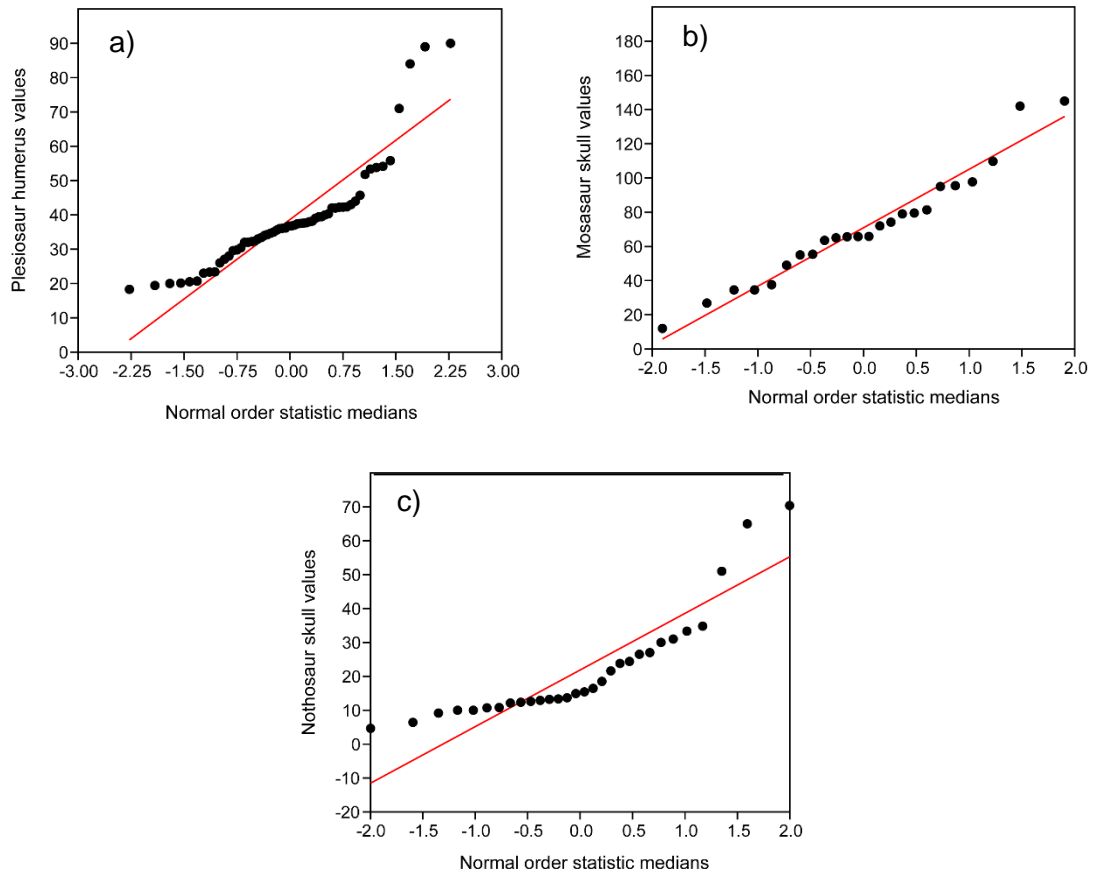 a)
Plesiosaur humerus values
90
80
70
60
50
40
30
20
10
0
-3.00 -2.25 -1.50 -0.75 0.00 0.75 1.50 2.25 3.00
Normal order statistic medians
b)
Mosasaur skull values
180
160
140
120
100
80
60
40
20
0
-2.0 -1.5 -1.0 -0.5 0.0 0.5 1.0 1.5 2.0
Normal order statistic medians
c)
Nothosaur skull values
70
60
50
40
30
20
10
0
-10
-20
-2.0 -1.5 -1.0 -0.5 0.0 0.5 1.0 1.5 2.0
Normal order statistic medians